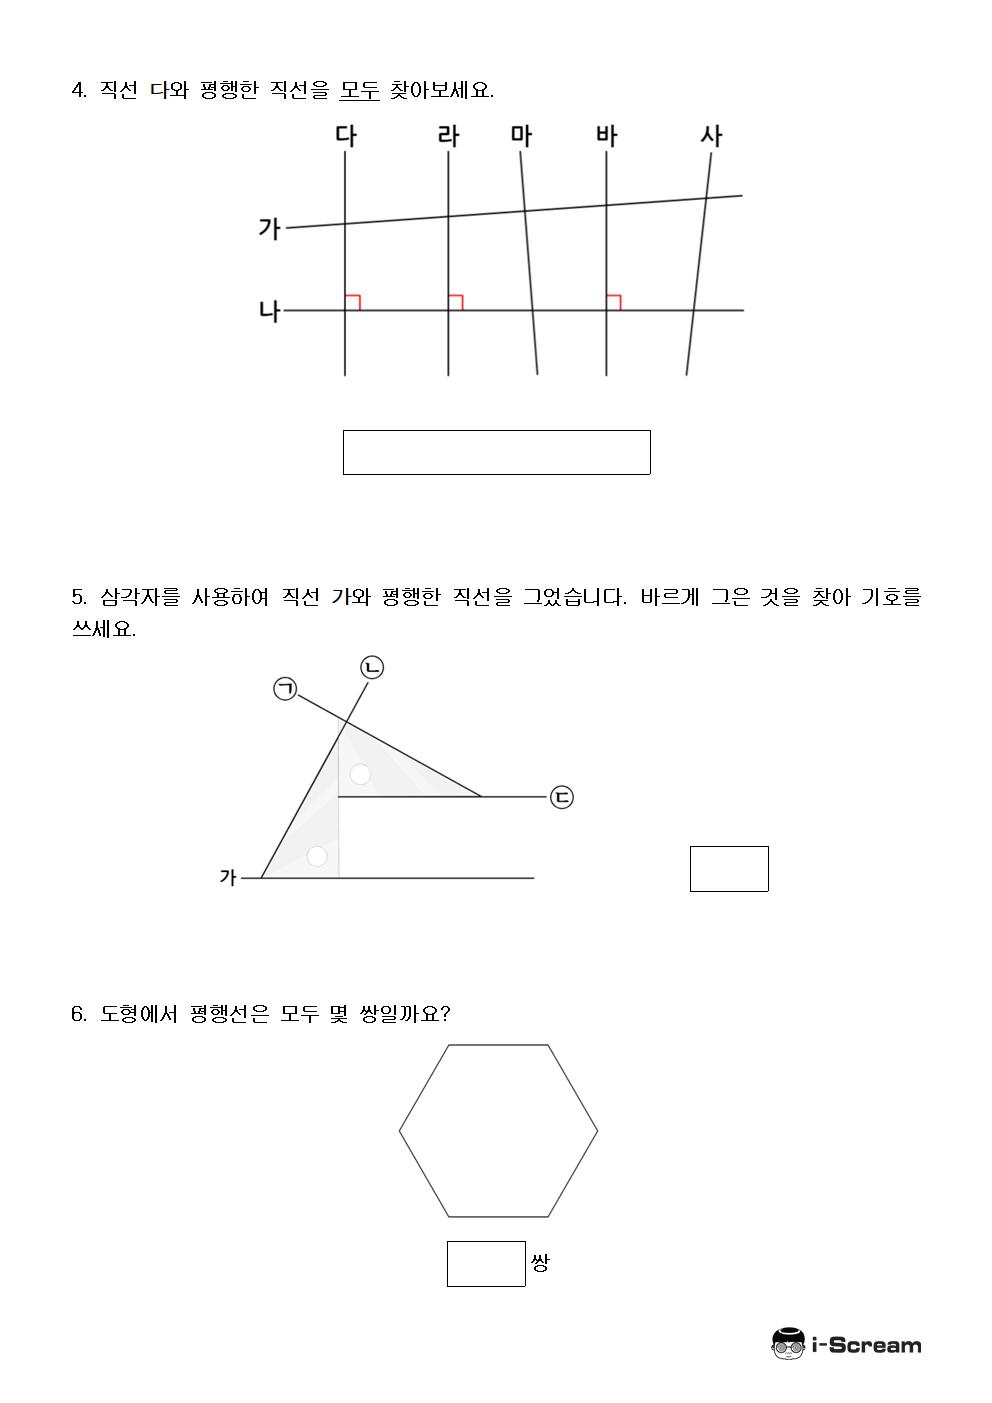 4. 직선 다와 평행한 직선을 모두 찾아보세요.
다 라 마 바 사
가
나
5. 삼각자를 사용하여 직선 가와 평행한 직선을 그었습니다. 바르게 그은 것을 찾아 기호를
쓰세요.
㉡
㉠
㉢
가
6. 도형에서 평행선은 모두 몇 쌍일까요?
쌍
i-Scream